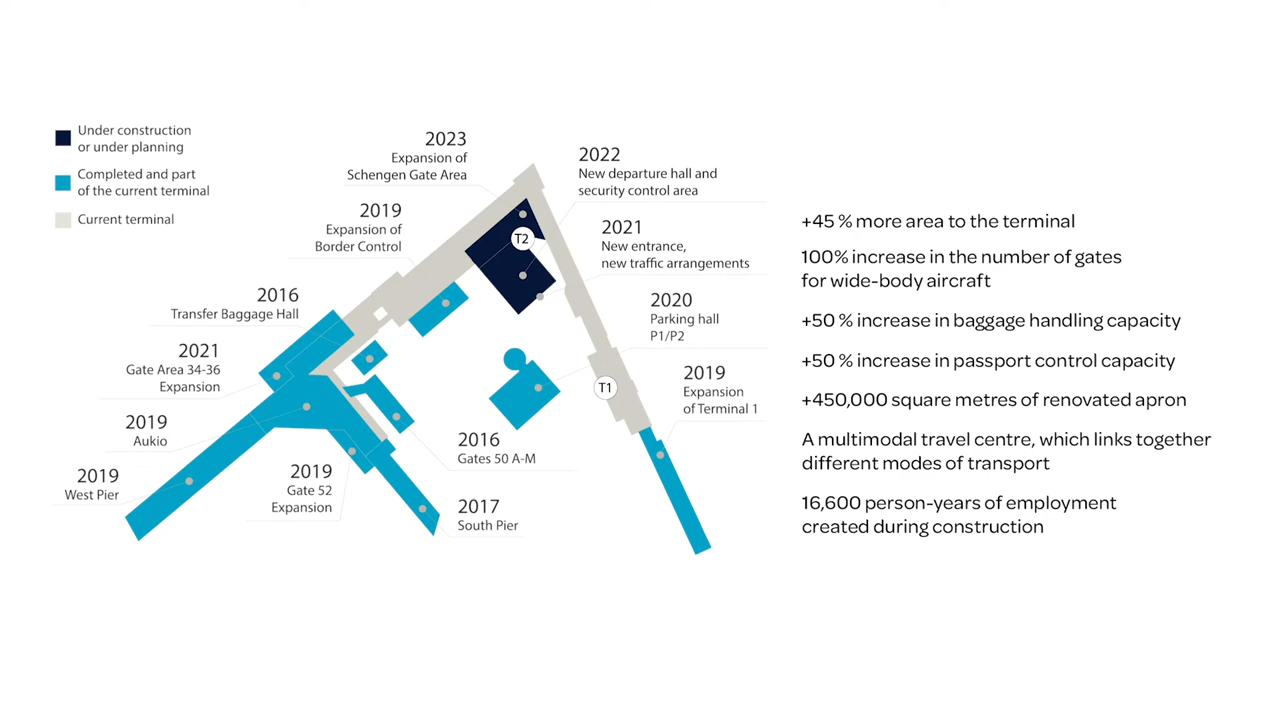 Under construction
or under planning
Completed and part
of the current terminal
Current terminal
2023
Expansion of
Schengen Gate Area
2019
Expansion of
Border Control
2016
Transfer Baggage Hall
2021
Gate Area 34-36
Expansion
2019
Aukio
2019
West Pier
2019
Gate 52
Expansion
2017
South Pier
2016
Gates 50 A-M
2022
New departure hall and
security control area
2021
New entrance,
new traffic arrangements
2020
Parking hall
P1/P2
2019
Expansion
of Terminal 1
T2
T1
+45 % more area to the terminal
100% increase in the number of gates
for wide-body aircraft
+50 % increase in baggage handling capacity
+50 % increase in passport control capacity
+450,000 square metres of renovated apron
A multimodal travel centre, which links together
different modes of transport
16,600 person-years of employment
created during construction